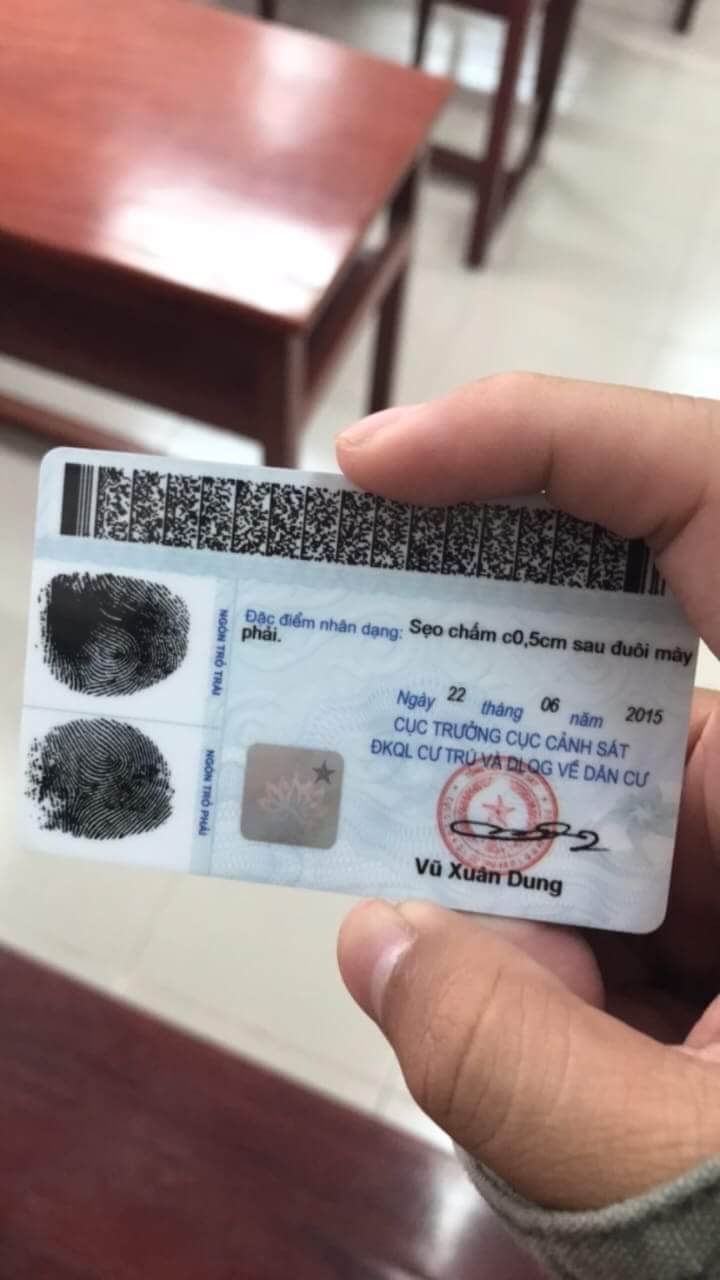 Đặc điểm nhân dạng: Sẹo chấm c0,5cm sau đuôi mày
phải.
Ngày 22 tháng 06 năm 2015
CỤC TRƯỞNG CỤC CẢNH SÁT
ĐKQL CƯ TRÚ VÀ DLQG VỀ DÂN CƯ
Vũ Xuân Dung
NGÓN TRỎ TRÁI
NGÓN TRỎ PHẢI